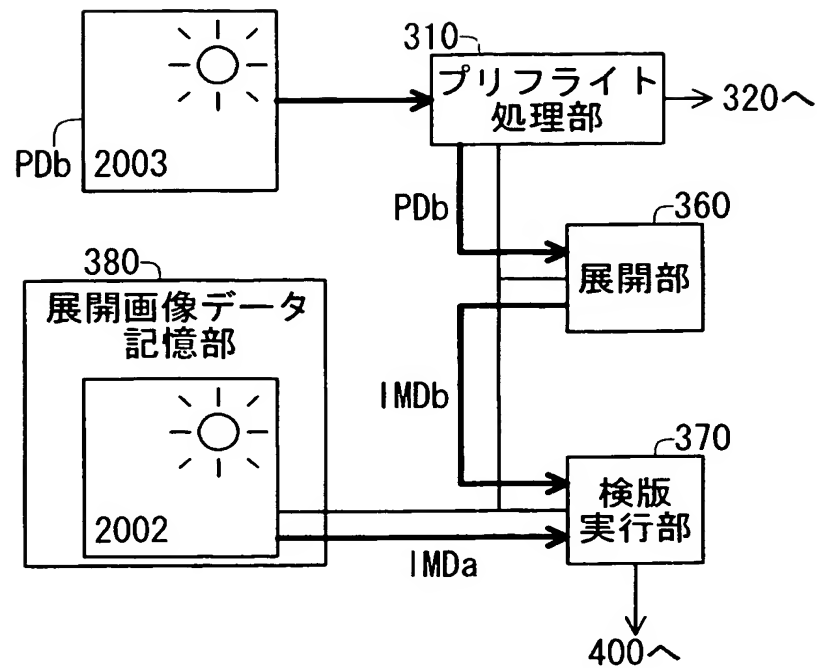 310
プリフライト
処理部
320へ
PDb
2003
PDb
360
展開部
380
展開画像データ
記憶部
IMDb
370
検版
実行部
2002
IMDa
400へ